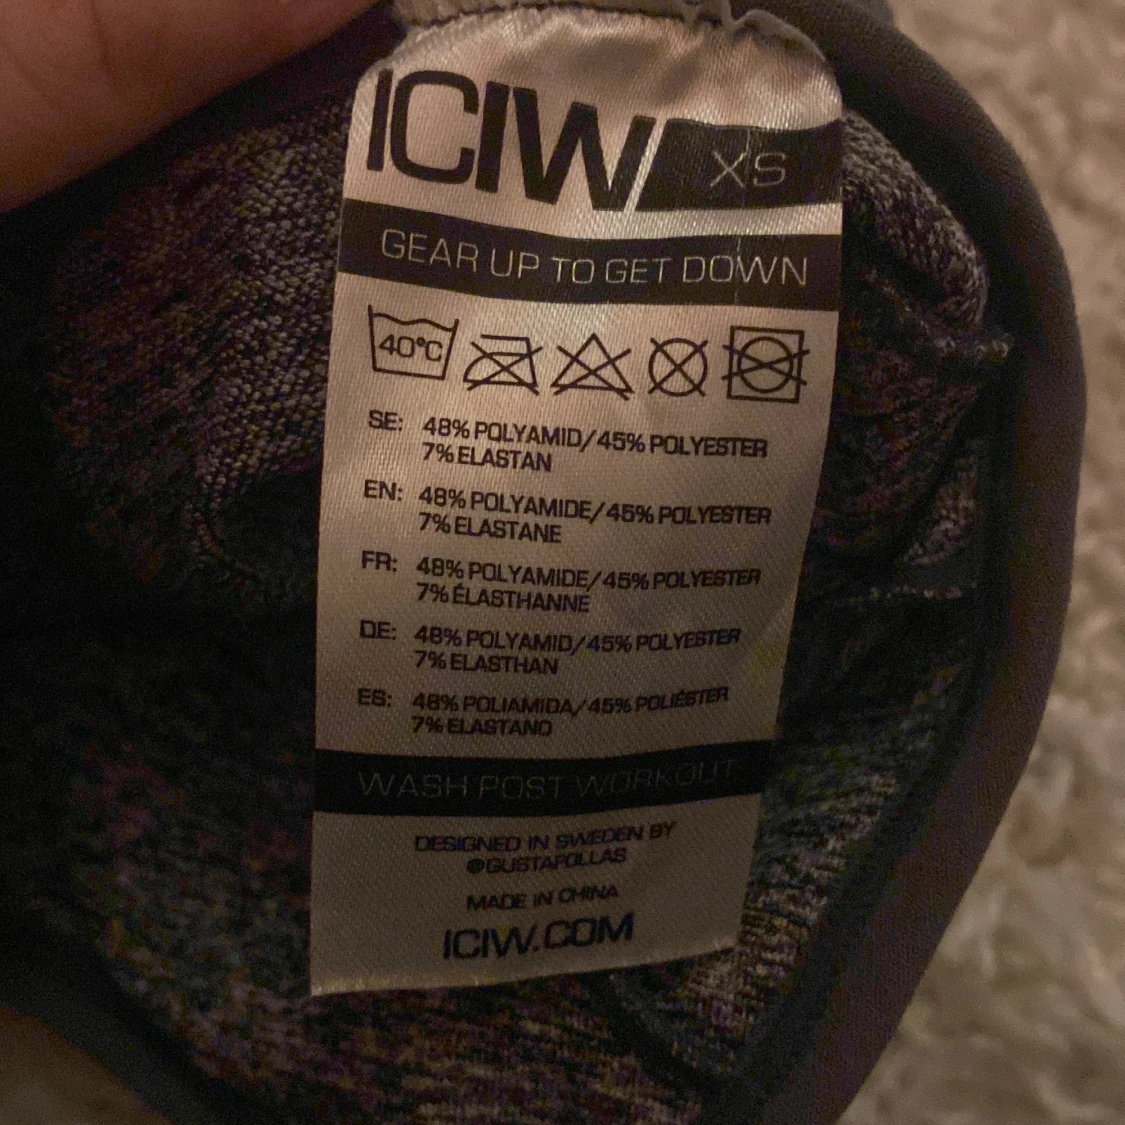 ICIW XS
GEAR UP TO GET DOWN
40°C
SE: 48% POLYAMID/45% POLYESTER
7% ELASTAN
EN: 48% POLYAMIDE/45% POLYESTER
7% ELASTANE
FR: 48% POLYAMIDE/45% POLYESTER
7% ÉLASTHANNE
DE: 48% POLYAMID/45% POLYESTER
7% ELASTHAN
ES: 48% POLIAMIDA/45% POLIÉSTER
7% ELASTANO
WASH POST WORKOUT
DESIGNED IN SWEDEN BY
@GUSTAFOLLAS
MADE IN CHINA
ICIW.COM